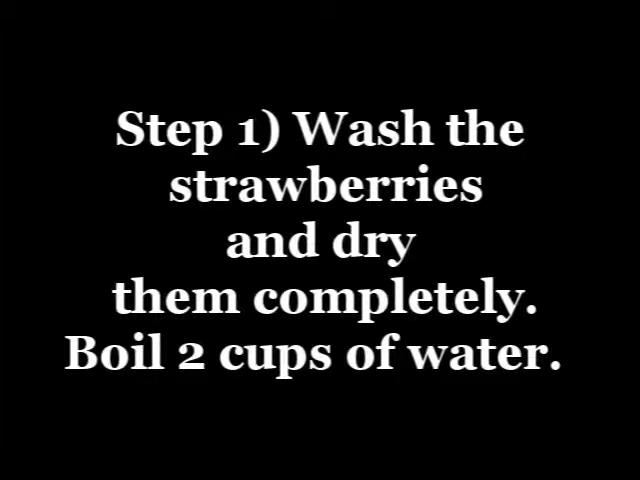 Step 1) Wash the
strawberries
and dry
them completely.
Boil 2 cups of water.